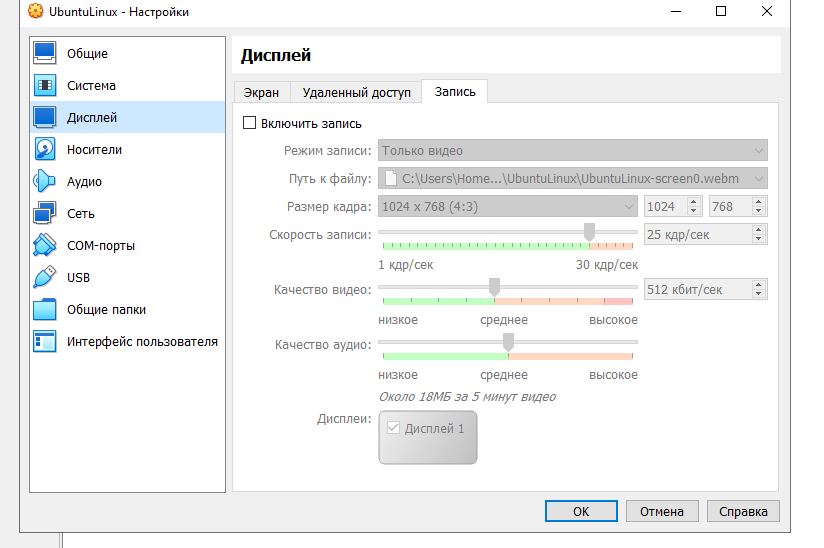 UbuntuLinux - Настройки
Общие
Система
Дисплей
Носители
Аудио
Сеть
COM-порты
USB
Общие папки
Интерфейс пользователя
Дисплей
Экран Удаленный доступ Запись
Включить запись
Режим записи: Только видео
Путь к файлу: C:\Users\Home...\UbuntuLinux\UbuntuLinux-screen0.webm
Размер кадра: 1024 x 768 (4:3) 1024 768
Скорость записи: 25 кдр/сек
1 кдр/сек 30 кдр/сек
Качество видео: 512 кбит/сек
низкое среднее высокое
Качество аудио:
низкое среднее высокое
Около 18МБ за 5 минут видео
Дисплеи: Дисплей 1
ОК Отмена Справка